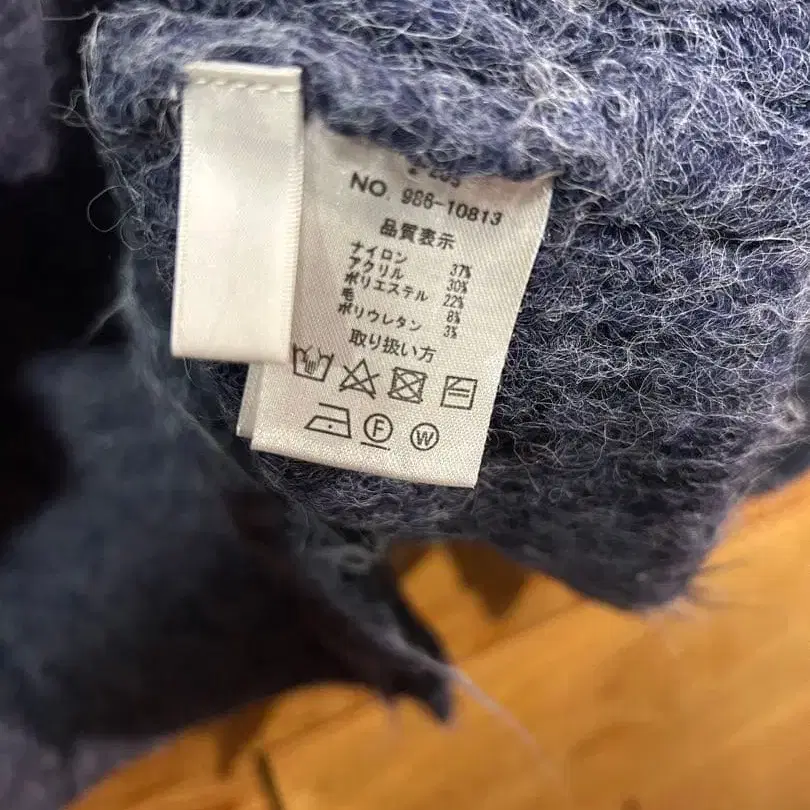 NO. 986-10813
品質表示
ナイロン 37%
アクリル 30%
ポリエステル 22%
毛 8%
ポリウレタン 3%
取り扱い方
F W